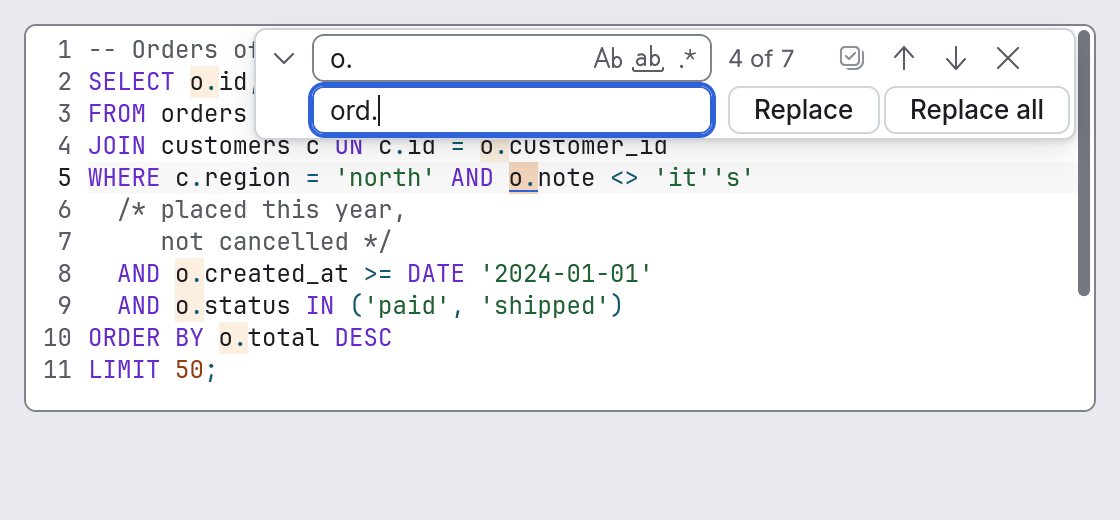 o. Ab ab .* 4 of 7
ord. Replace Replace all
1 -- Orders of
2 SELECT o.id,
3 FROM orders
4 JOIN customers c ON c.id = o.customer_id
5 WHERE c.region = 'north' AND o.note <> 'it''s'
6 /* placed this year,
7 not cancelled */
8 AND o.created_at >= DATE '2024-01-01'
9 AND o.status IN ('paid', 'shipped')
10 ORDER BY o.total DESC
11 LIMIT 50;